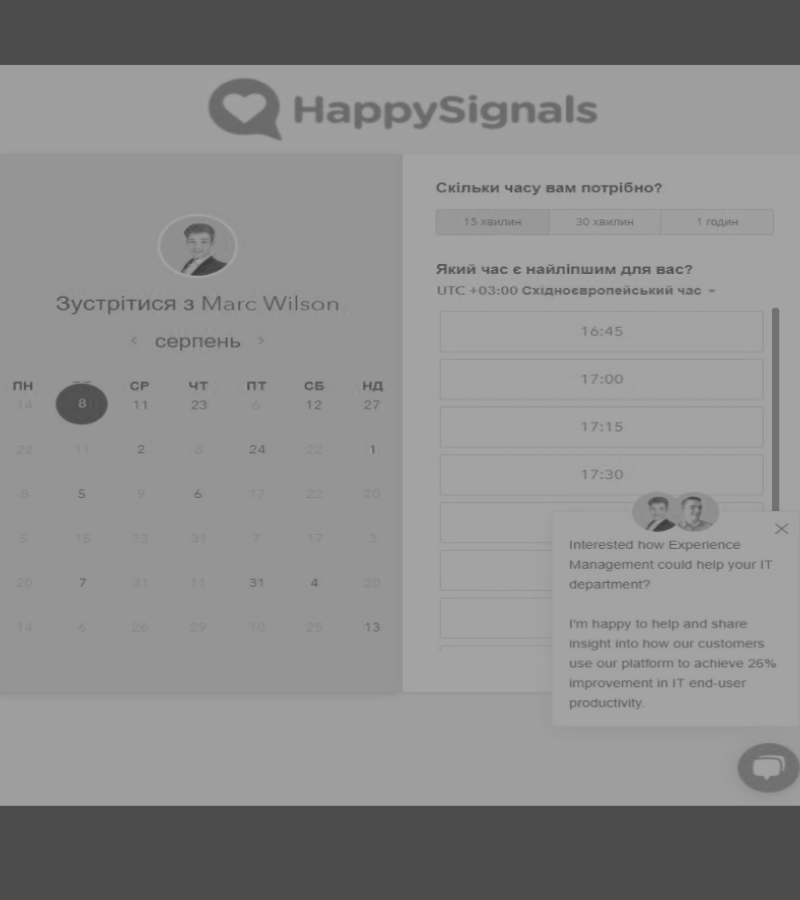 HappySignals
Зустрітися з Marc Wilson
серпень
ПН СР ЧТ ПТ СБ НД
14 8 11 23 6 12 27
22 11 2 3 24 22 1
8 5 9 6 17 22 20
5 15 13 31 7 17 3
20 7 31 11 31 4 20
14 6 26 29 10 25 13
Скільки часу вам потрібно?
15 хвилин 30 хвилин 1 годин
Який час є найліпшим для вас?
UTC +03:00 Східноєвропейський час
16:45
17:00
17:15
17:30
Interested how Experience
Management could help your IT
department?
I'm happy to help and share
insight into how our customers
use our platform to achieve 26%
improvement in IT end-user
productivity.